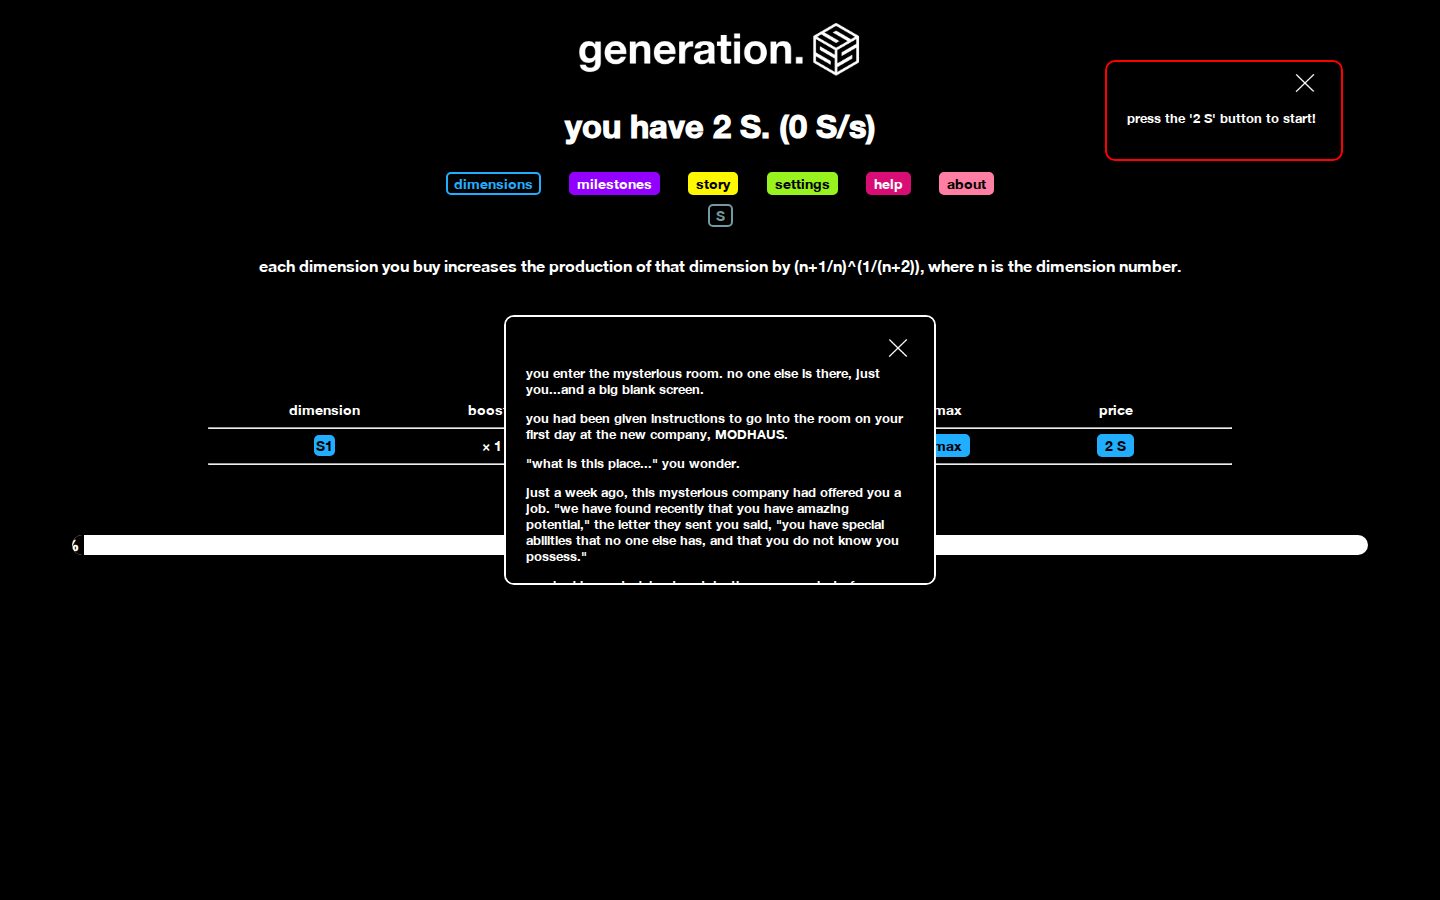 generation.
press the '2 S' button to start!
you have 2 S. (0 S/s)
dimensions milestones story settings help about
S
each dimension you buy increases the production of that dimension by (n+1/n)^(1/(n+2)), where n is the dimension number.
you enter the mysterious room. no one else is there, just
you...and a big blank screen.
you had been given instructions to go into the room on your
first day at the new company, MODHAUS.
"what is this place..." you wonder.
just a week ago, this mysterious company had offered you a
job. "we have found recently that you have amazing
potential," the letter they sent you said, "you have special
abilities that no one else has, and that you do not know you
possess."
dimension boost max price
S1 × 1 max 2 S